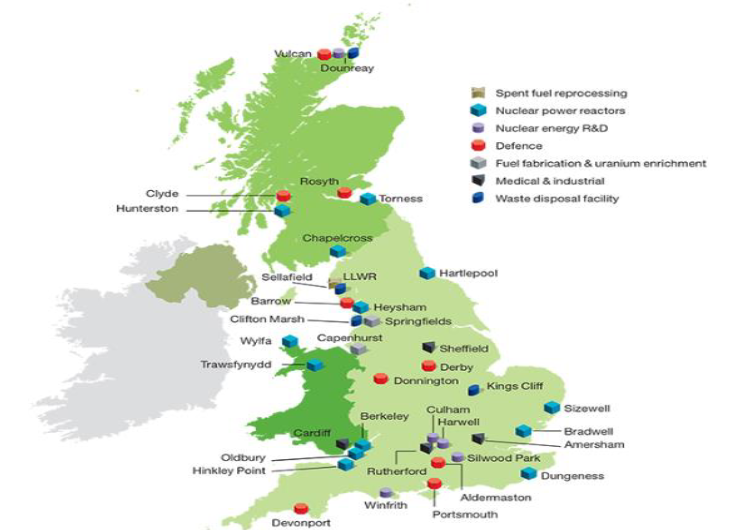 Vulcan
Dounreay
Spent fuel reprocessing
Nuclear power reactors
Nuclear energy R&D
Defence
Fuel fabrication & uranium enrichment
Medical & industrial
Waste disposal facility
Rosyth
Clyde
Torness
Hunterston
Chapelcross
Sellafield
LLWR
Hartlepool
Barrow
Heysham
Clifton Marsh
Springfields
Wylfa
Capenhurst
Sheffield
Trawsfynydd
Derby
Donnington
Kings Cliff
Sizewell
Berkeley
Culham
Harwell
Cardiff
Bradwell
Amersham
Oldbury
Silwood Park
Hinkley Point
Rutherford
Dungeness
Aldermaston
Winfrith
Portsmouth
Devonport